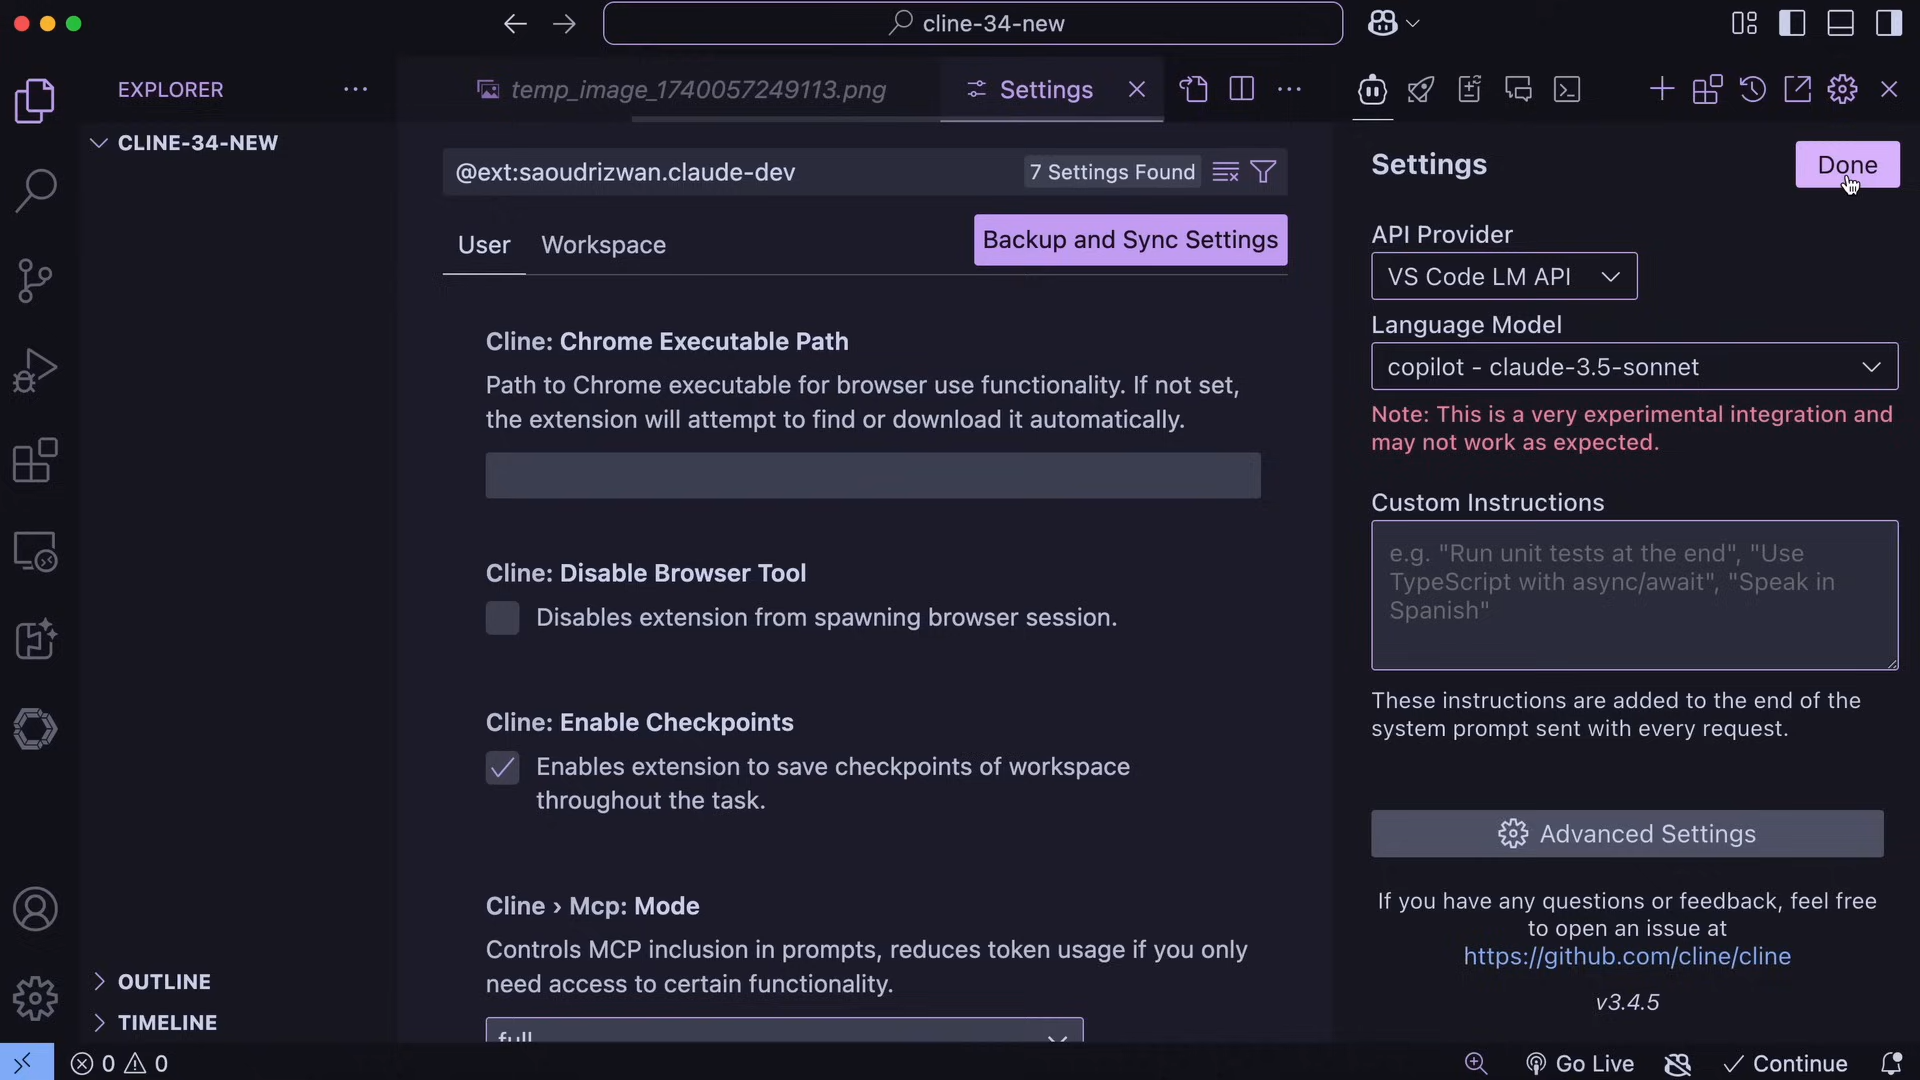 cline-34-new
EXPLORER
CLINE-34-NEW
OUTLINE
TIMELINE
temp_image_1740057249113.png
Settings
@ext:saoudrizwan.claude-dev
7 Settings Found
User
Workspace
Backup and Sync Settings
Cline: Chrome Executable Path
Path to Chrome executable for browser use functionality. If not set,
the extension will attempt to find or download it automatically.
Cline: Disable Browser Tool
Disables extension from spawning browser session.
Cline: Enable Checkpoints
Enables extension to save checkpoints of workspace
throughout the task.
Cline › Mcp: Mode
Controls MCP inclusion in prompts, reduces token usage if you only
need access to certain functionality.
full
Settings
Done
API Provider
VS Code LM API
Language Model
copilot - claude-3.5-sonnet
Note: This is a very experimental integration and
may not work as expected.
Custom Instructions
e.g. "Run unit tests at the end", "Use
TypeScript with async/await", "Speak in
Spanish"
These instructions are added to the end of the
system prompt sent with every request.
Advanced Settings
If you have any questions or feedback, feel free
to open an issue at
https://github.com/cline/cline
v3.4.5
0 0
Go Live
Continue